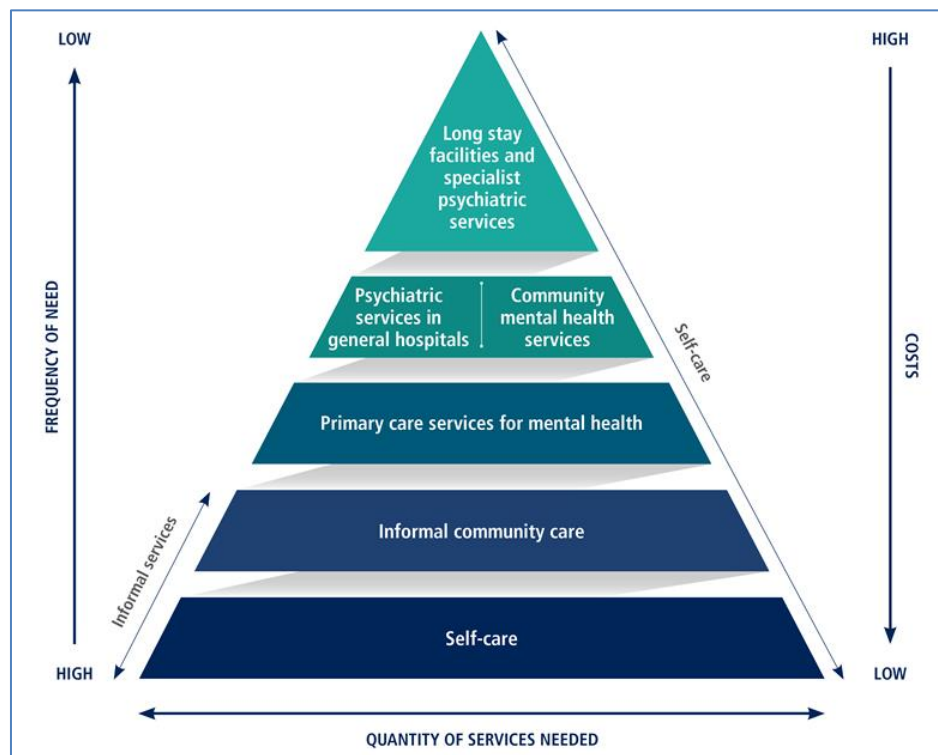 LOW
HIGH
Long stay
facilities and
specialist
psychiatric
services
Psychiatric
services in
general hospitals
Community
mental health
services
Self-care
FREQUENCY OF NEED
COSTS
Primary care services for mental health
Informal community care
Informal services
Self-care
HIGH
LOW
QUANTITY OF SERVICES NEEDED